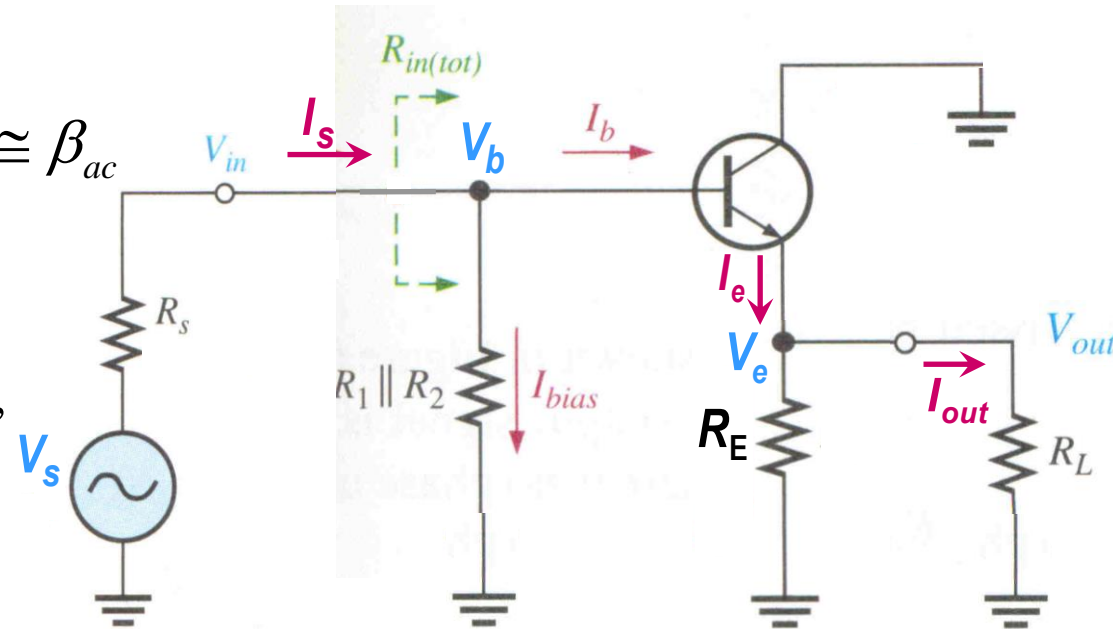 R_in(tot)
I_s
I_b
≅ β_ac
V_in
V_b
I_e
R_s
V_out
V_e
R_1 || R_2
I_bias
I_out
,
V_s
R_E
R_L